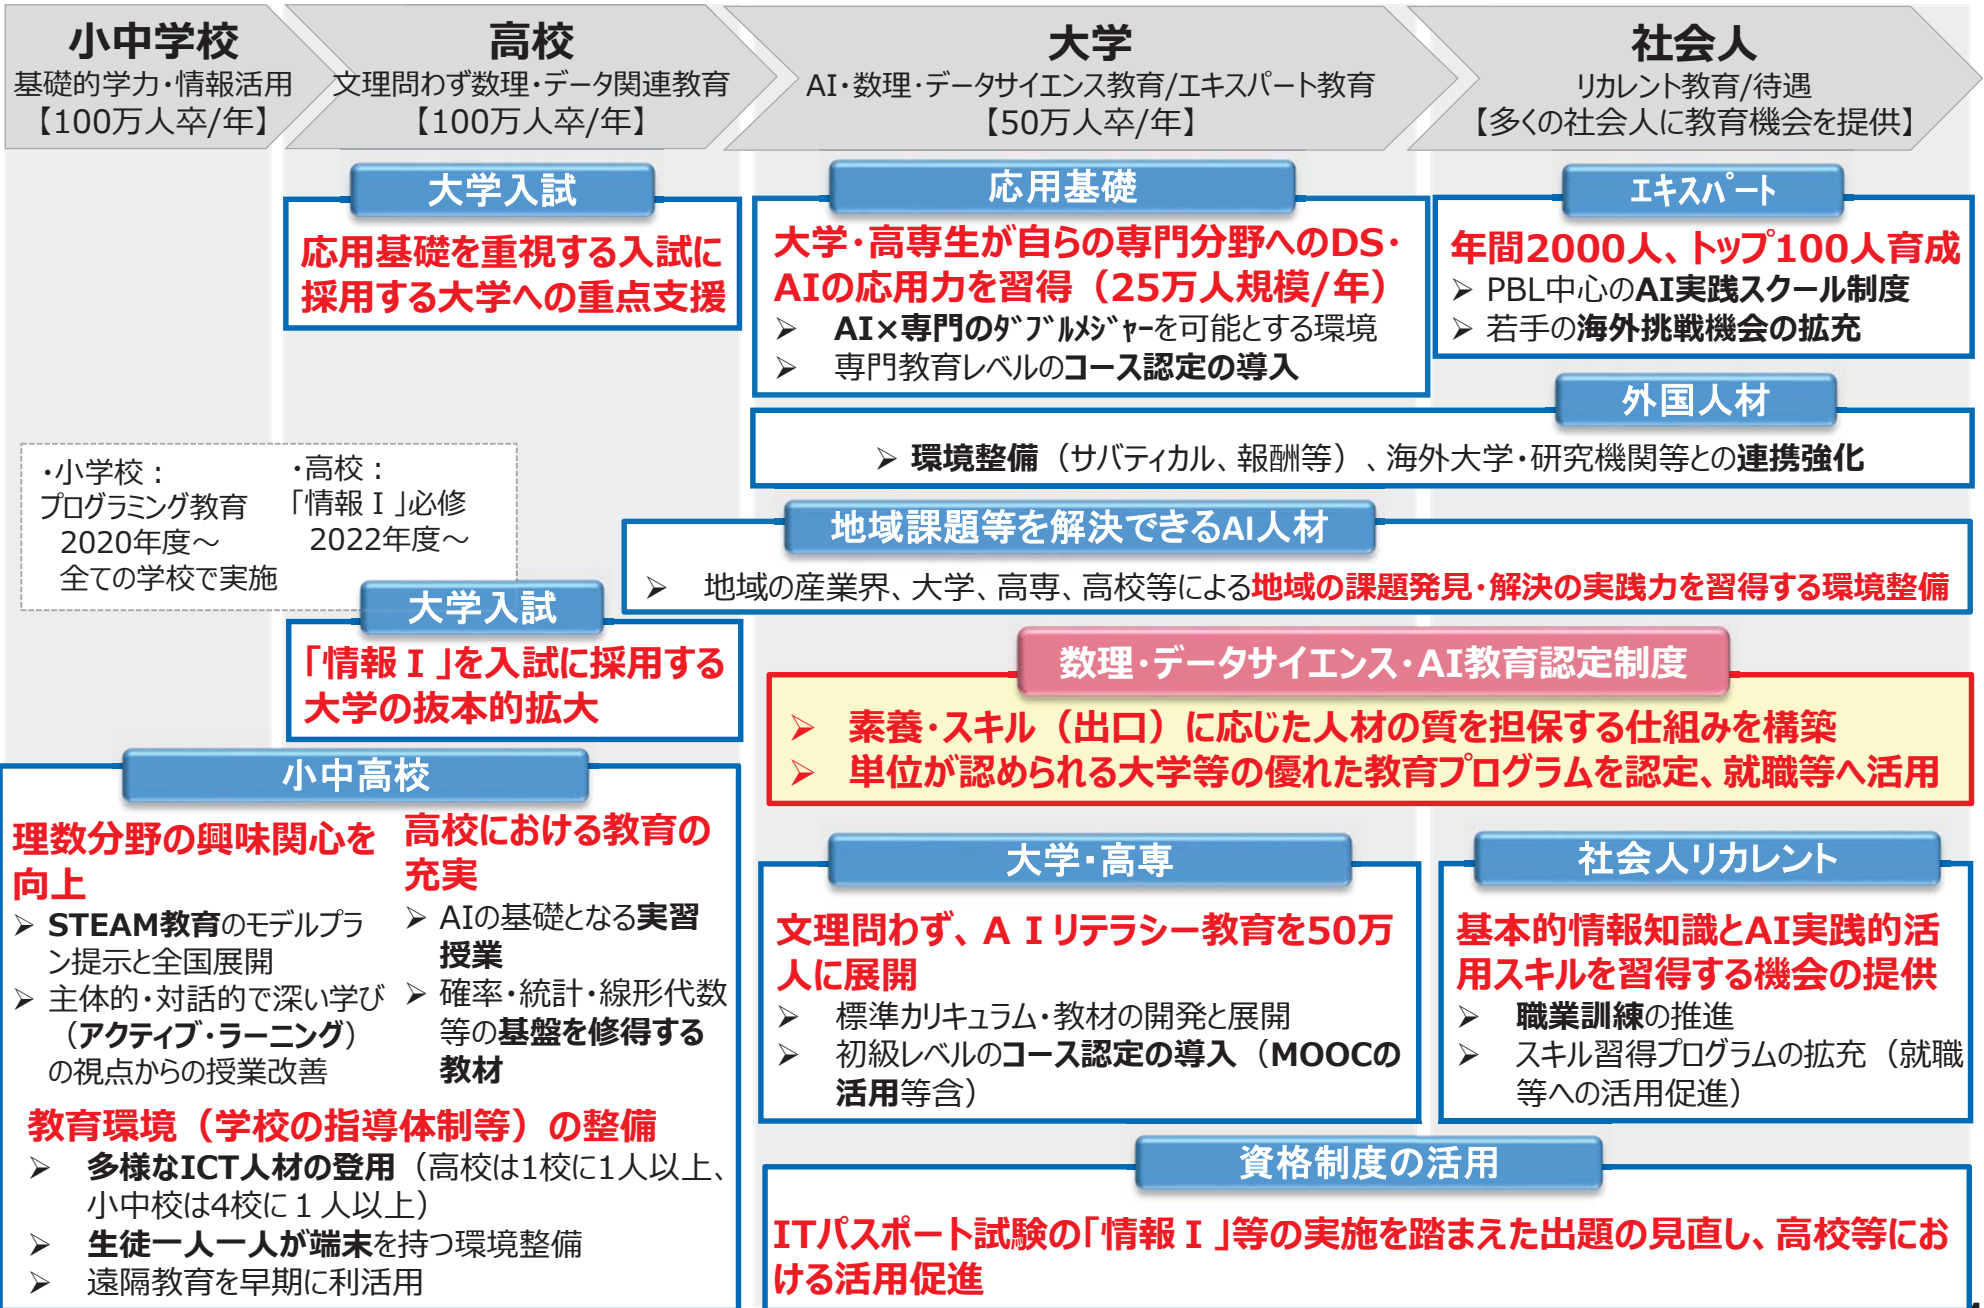 小中学校
基礎的学力・情報活用
【100万人卒/年】
高校
文理問わず数理・データ関連教育
【100万人卒/年】
大学
AI・数理・データサイエンス教育/エキスパート教育
【50万人卒/年】
社会人
リカレント教育/待遇
【多くの社会人に教育機会を提供】
大学入試
応用基礎を重視する入試に
採用する大学への重点支援
応用基礎
大学・高専生が自らの専門分野へのDS・
AIの応用力を習得（25万人規模/年）
➢ AI×専門のﾀﾞﾌﾞﾙﾒｼﾞｬｰを可能とする環境
➢ 専門教育レベルのコース認定の導入
エキスパート
年間2000人、トップ100人育成
➢ PBL中心のAI実践スクール制度
➢ 若手の海外挑戦機会の拡充
外国人材
➢ 環境整備（サバティカル、報酬等）、海外大学・研究機関等との連携強化
・小学校：
プログラミング教育
2020年度～
全ての学校で実施
・高校：
「情報Ⅰ」必修
2022年度～
地域課題等を解決できるAI人材
➢ 地域の産業界、大学、高専、高校等による地域の課題発見・解決の実践力を習得する環境整備
大学入試
「情報Ⅰ」を入試に採用する
大学の抜本的拡大
数理・データサイエンス・AI教育認定制度
➢ 素養・スキル（出口）に応じた人材の質を担保する仕組みを構築
➢ 単位が認められる大学等の優れた教育プログラムを認定、就職等へ活用
小中高校
理数分野の興味関心を
向上
➢ STEAM教育のモデルプラ
ン提示と全国展開
➢ 主体的・対話的で深い学び
（アクティブ・ラーニング）
の視点からの授業改善
高校における教育の
充実
➢ AIの基礎となる実習
授業
➢ 確率・統計・線形代数
等の基盤を修得する
教材
教育環境（学校の指導体制等）の整備
➢ 多様なICT人材の登用（高校は1校に1人以上、
小中校は4校に１人以上）
➢ 生徒一人一人が端末を持つ環境整備
➢ 遠隔教育を早期に利活用
大学・高専
文理問わず、ＡＩリテラシー教育を50万
人に展開
➢ 標準カリキュラム・教材の開発と展開
➢ 初級レベルのコース認定の導入（MOOCの
活用等含）
社会人リカレント
基本的情報知識とAI実践的活
用スキルを習得する機会の提供
➢ 職業訓練の推進
➢ スキル習得プログラムの拡充（就職
等への活用促進）
資格制度の活用
ITパスポート試験の「情報Ⅰ」等の実施を踏まえた出題の見直し、高校等にお
ける活用促進